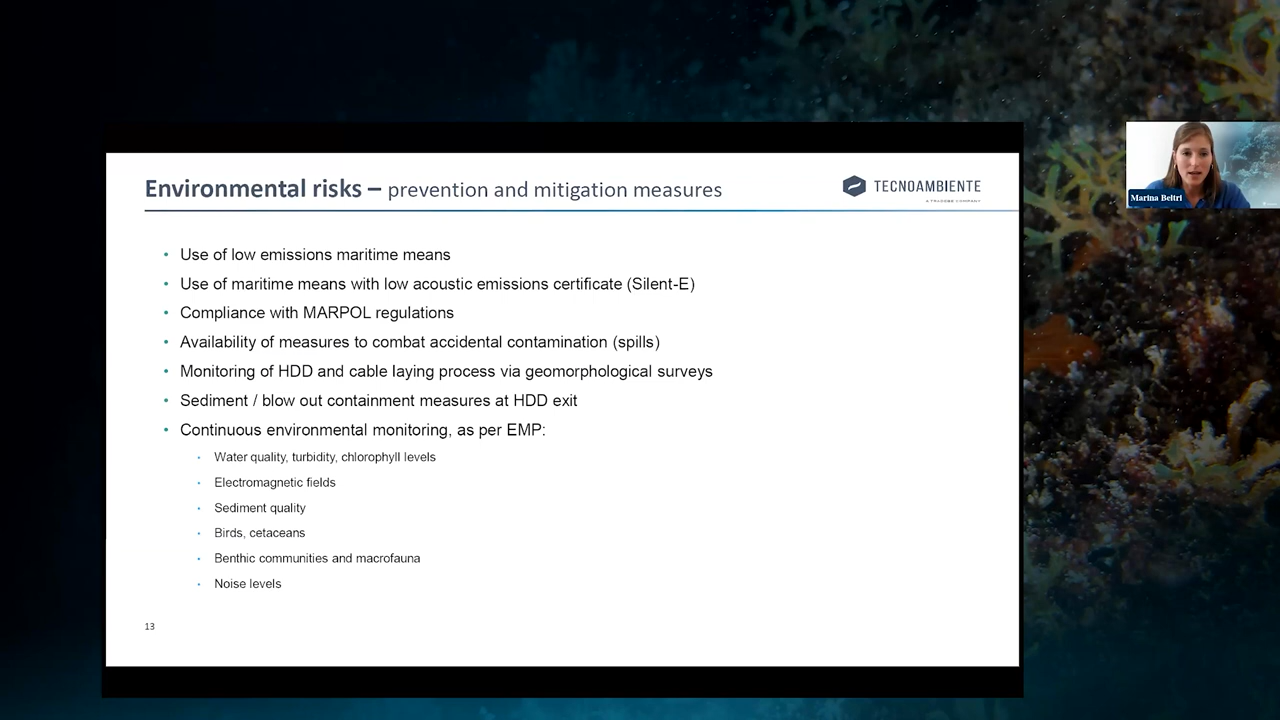 Environmental risks – prevention and mitigation measures
TECNOAMBIENTE
A TRADEBE COMPANY
• Use of low emissions maritime means
• Use of maritime means with low acoustic emissions certificate (Silent-E)
• Compliance with MARPOL regulations
• Availability of measures to combat accidental contamination (spills)
• Monitoring of HDD and cable laying process via geomorphological surveys
• Sediment / blow out containment measures at HDD exit
• Continuous environmental monitoring, as per EMP:
• Water quality, turbidity, chlorophyll levels
• Electromagnetic fields
• Sediment quality
• Birds, cetaceans
• Benthic communities and macrofauna
• Noise levels
13
Marina Beltri